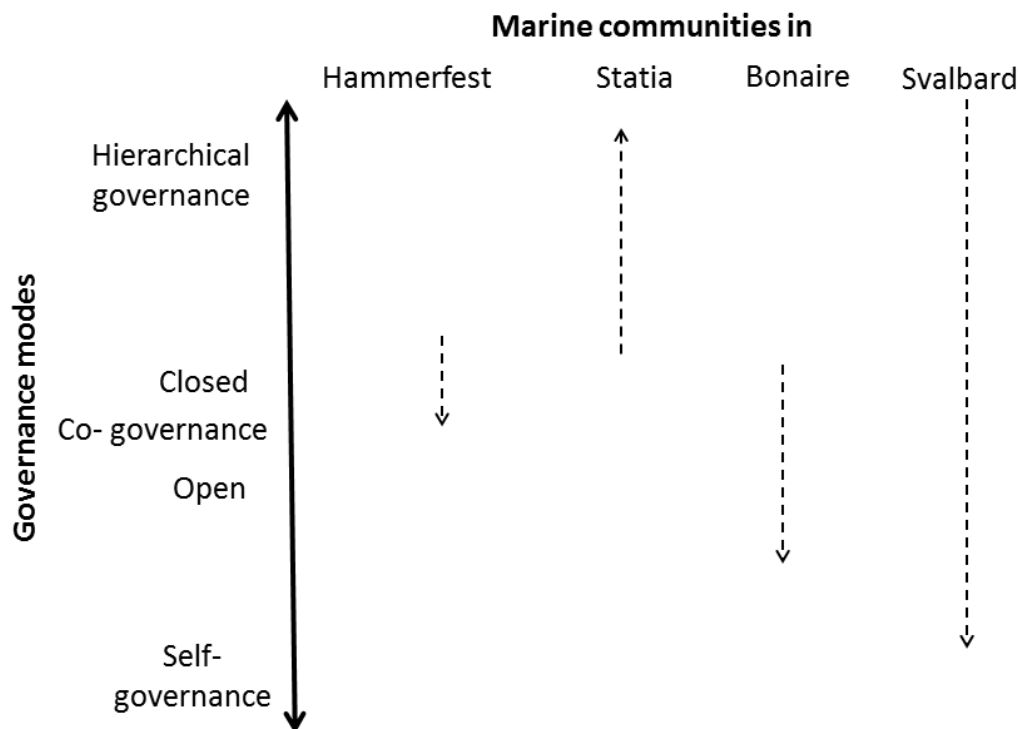 Marine communities in
Hammerfest Statia Bonaire Svalbard
Governance modes
Hierarchical
governance
Closed
Co- governance
Open
Self-
governance